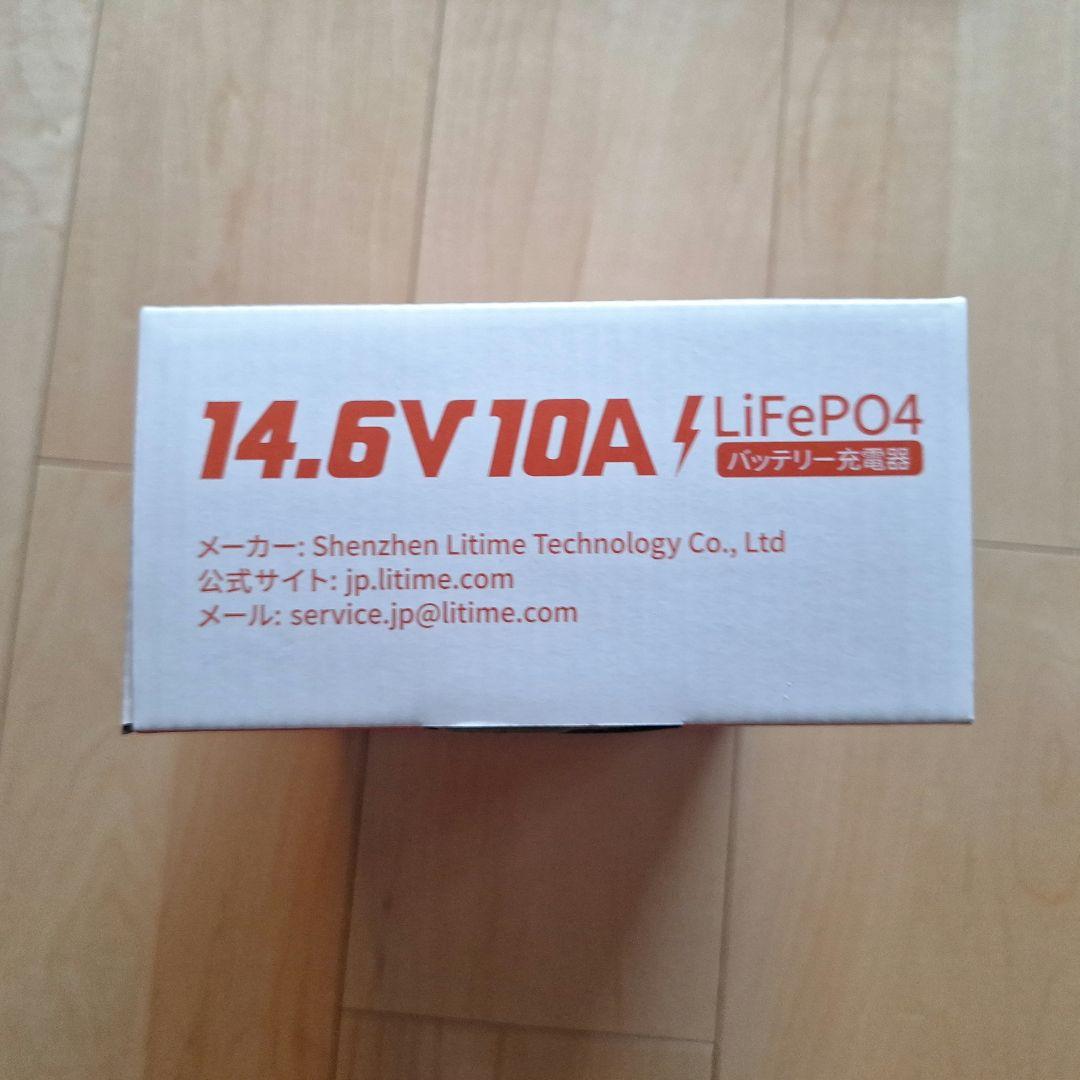 14.6V 10A LiFePO4
バッテリー充電器
メーカー: Shenzhen Litime Technology Co., Ltd
公式サイト: jp.litime.com
メール: service.jp@litime.com